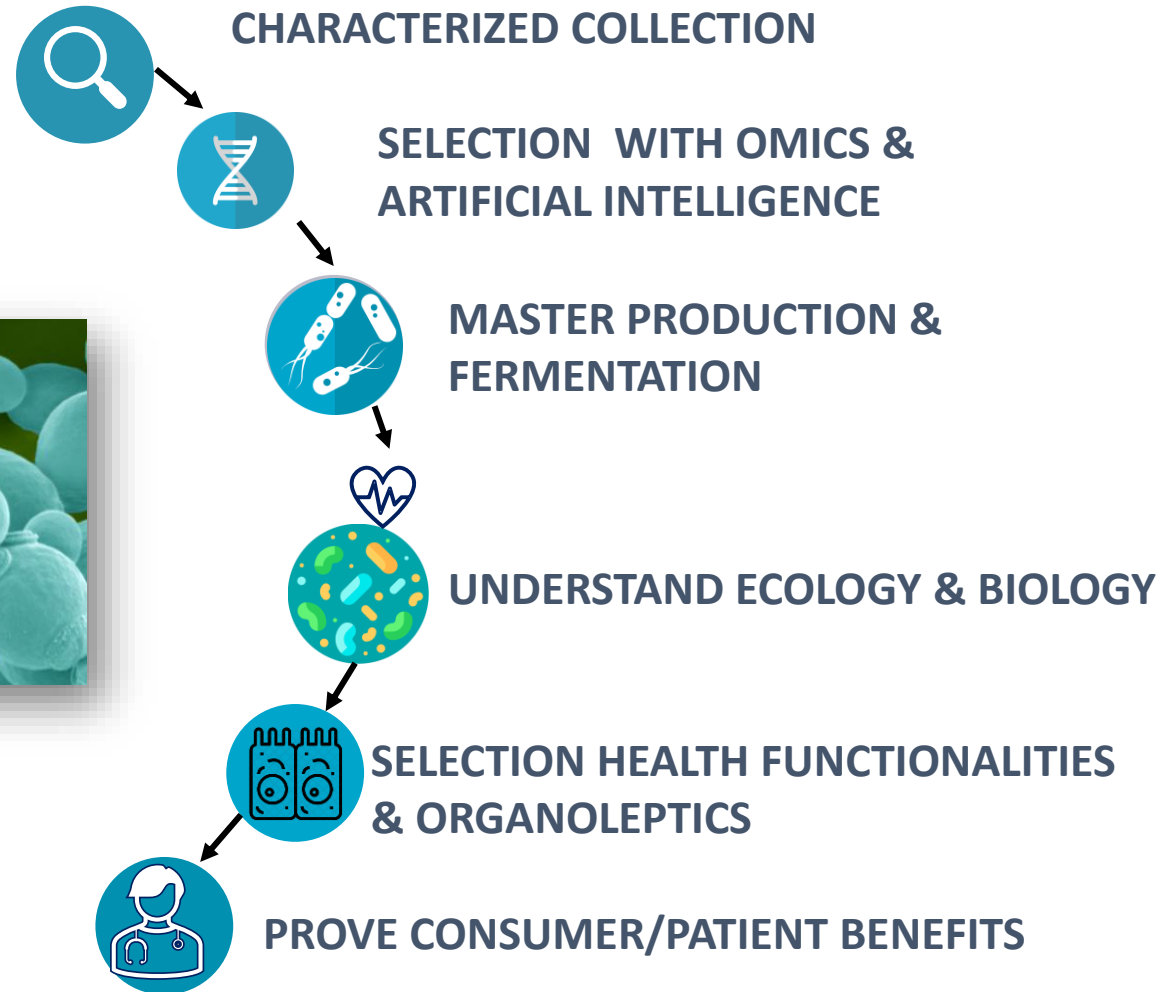 CHARACTERIZED COLLECTION
SELECTION WITH OMICS &
ARTIFICIAL INTELLIGENCE
MASTER PRODUCTION &
FERMENTATION
UNDERSTAND ECOLOGY & BIOLOGY
SELECTION HEALTH FUNCTIONALITIES
& ORGANOLEPTICS
PROVE CONSUMER/PATIENT BENEFITS